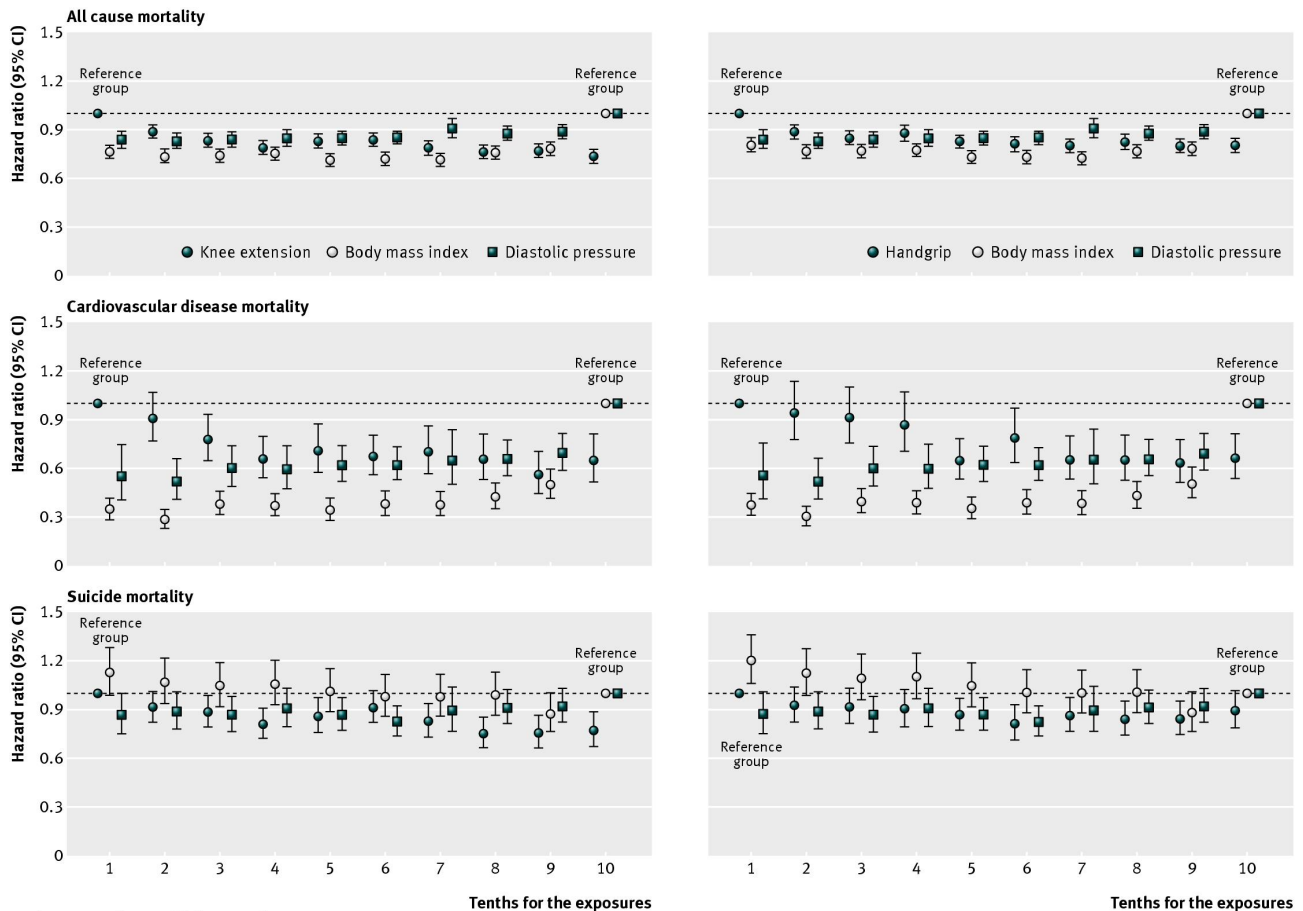 All cause mortality
Hazard ratio (95% CI)
1.5
1.2
0.9
0.6
0.3
0
Reference
group
Reference
group
Knee extension
Body mass index
Diastolic pressure
Reference
group
Reference
group
Handgrip
Body mass index
Diastolic pressure
Cardiovascular disease mortality
Hazard ratio (95% CI)
1.5
1.2
0.9
0.6
0.3
0
Reference
group
Reference
group
Reference
group
Reference
group
Suicide mortality
Hazard ratio (95% CI)
1.5
1.2
0.9
0.6
0.3
0
Reference
group
Reference
group
1 2 3 4 5 6 7 8 9 10
Tenths for the exposures
Reference
group
Reference
group
1 2 3 4 5 6 7 8 9 10
Tenths for the exposures